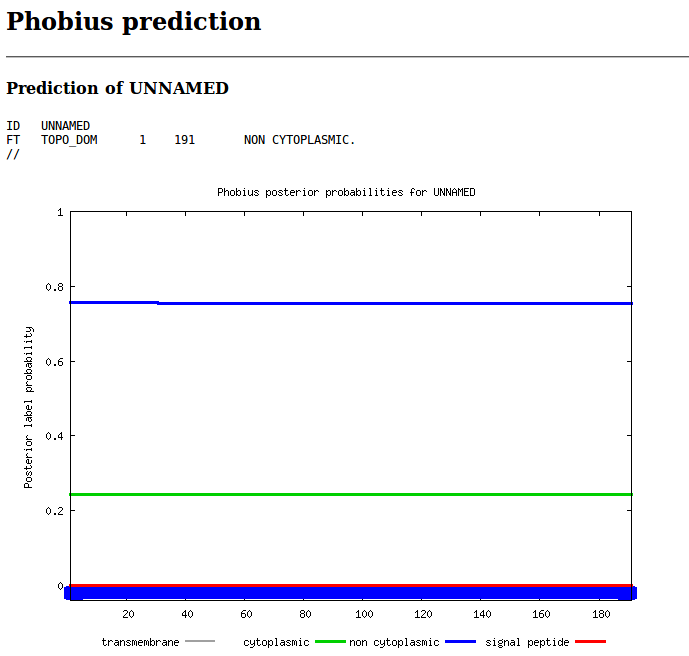 Phobius prediction
Prediction of UNNAMED
ID   UNNAMED
FT   TOPO_DOM      1    191       NON CYTOPLASMIC.
//
Phobius posterior probabilities for UNNAMED
1
0.8
0.6
0.4
0.2
0
Posterior label probability
20 40 60 80 100 120 140 160 180
transmembrane cytoplasmic non cytoplasmic signal peptide